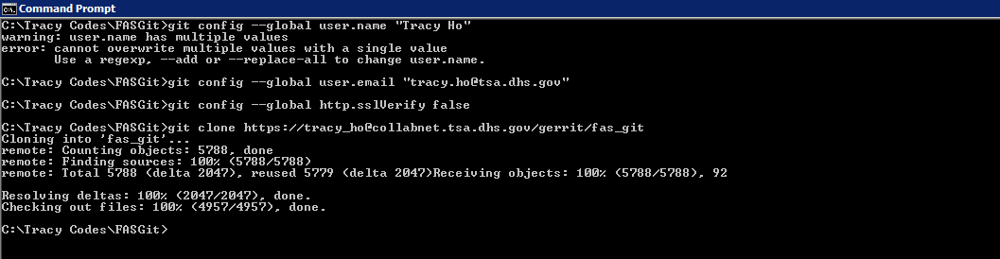 Command Prompt
C:\Tracy Codes\FASGit>git config --global user.name "Tracy Ho"
warning: user.name has multiple values
error: cannot overwrite multiple values with a single value
Use a regexp, --add or --replace-all to change user.name.
C:\Tracy Codes\FASGit>git config --global user.email "tracy.ho@tsa.dhs.gov"
C:\Tracy Codes\FASGit>git config --global http.sslVerify false
C:\Tracy Codes\FASGit>git clone https://tracy_ho@collabnet.tsa.dhs.gov/gerrit/fas_git
Cloning into 'fas_git'...
remote: Counting objects: 5788, done
remote: Finding sources: 100% (5788/5788)
remote: Total 5788 (delta 2047), reused 5779 (delta 2047)Receiving objects: 100% (5788/5788), 92
Resolving deltas: 100% (2047/2047), done.
Checking out files: 100% (4957/4957), done.
C:\Tracy Codes\FASGit>